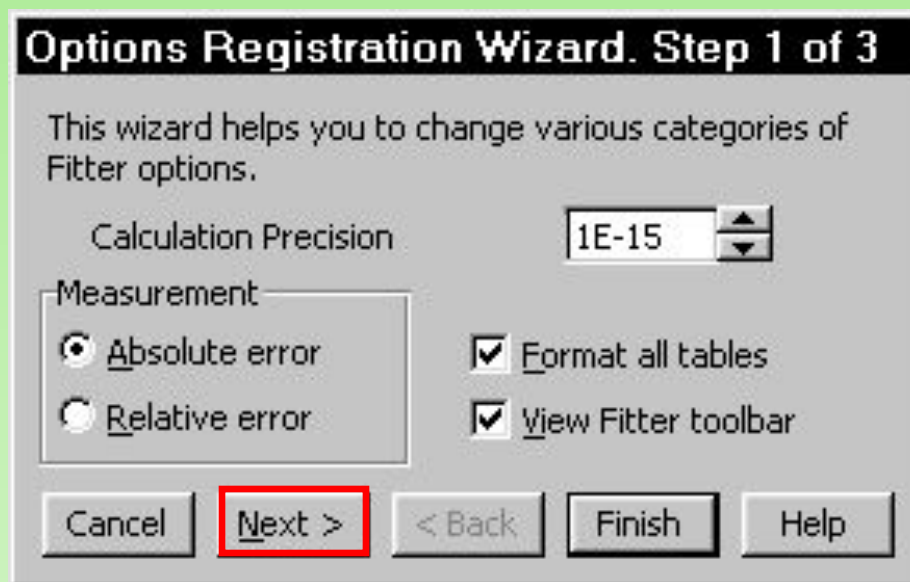 Options Registration Wizard. Step 1 of 3
This wizard helps you to change various categories of
Fitter options.
Calculation Precision
1E-15
Measurement
Absolute error
Format all tables
Relative error
View Fitter toolbar
Cancel
Next >
< Back
Finish
Help